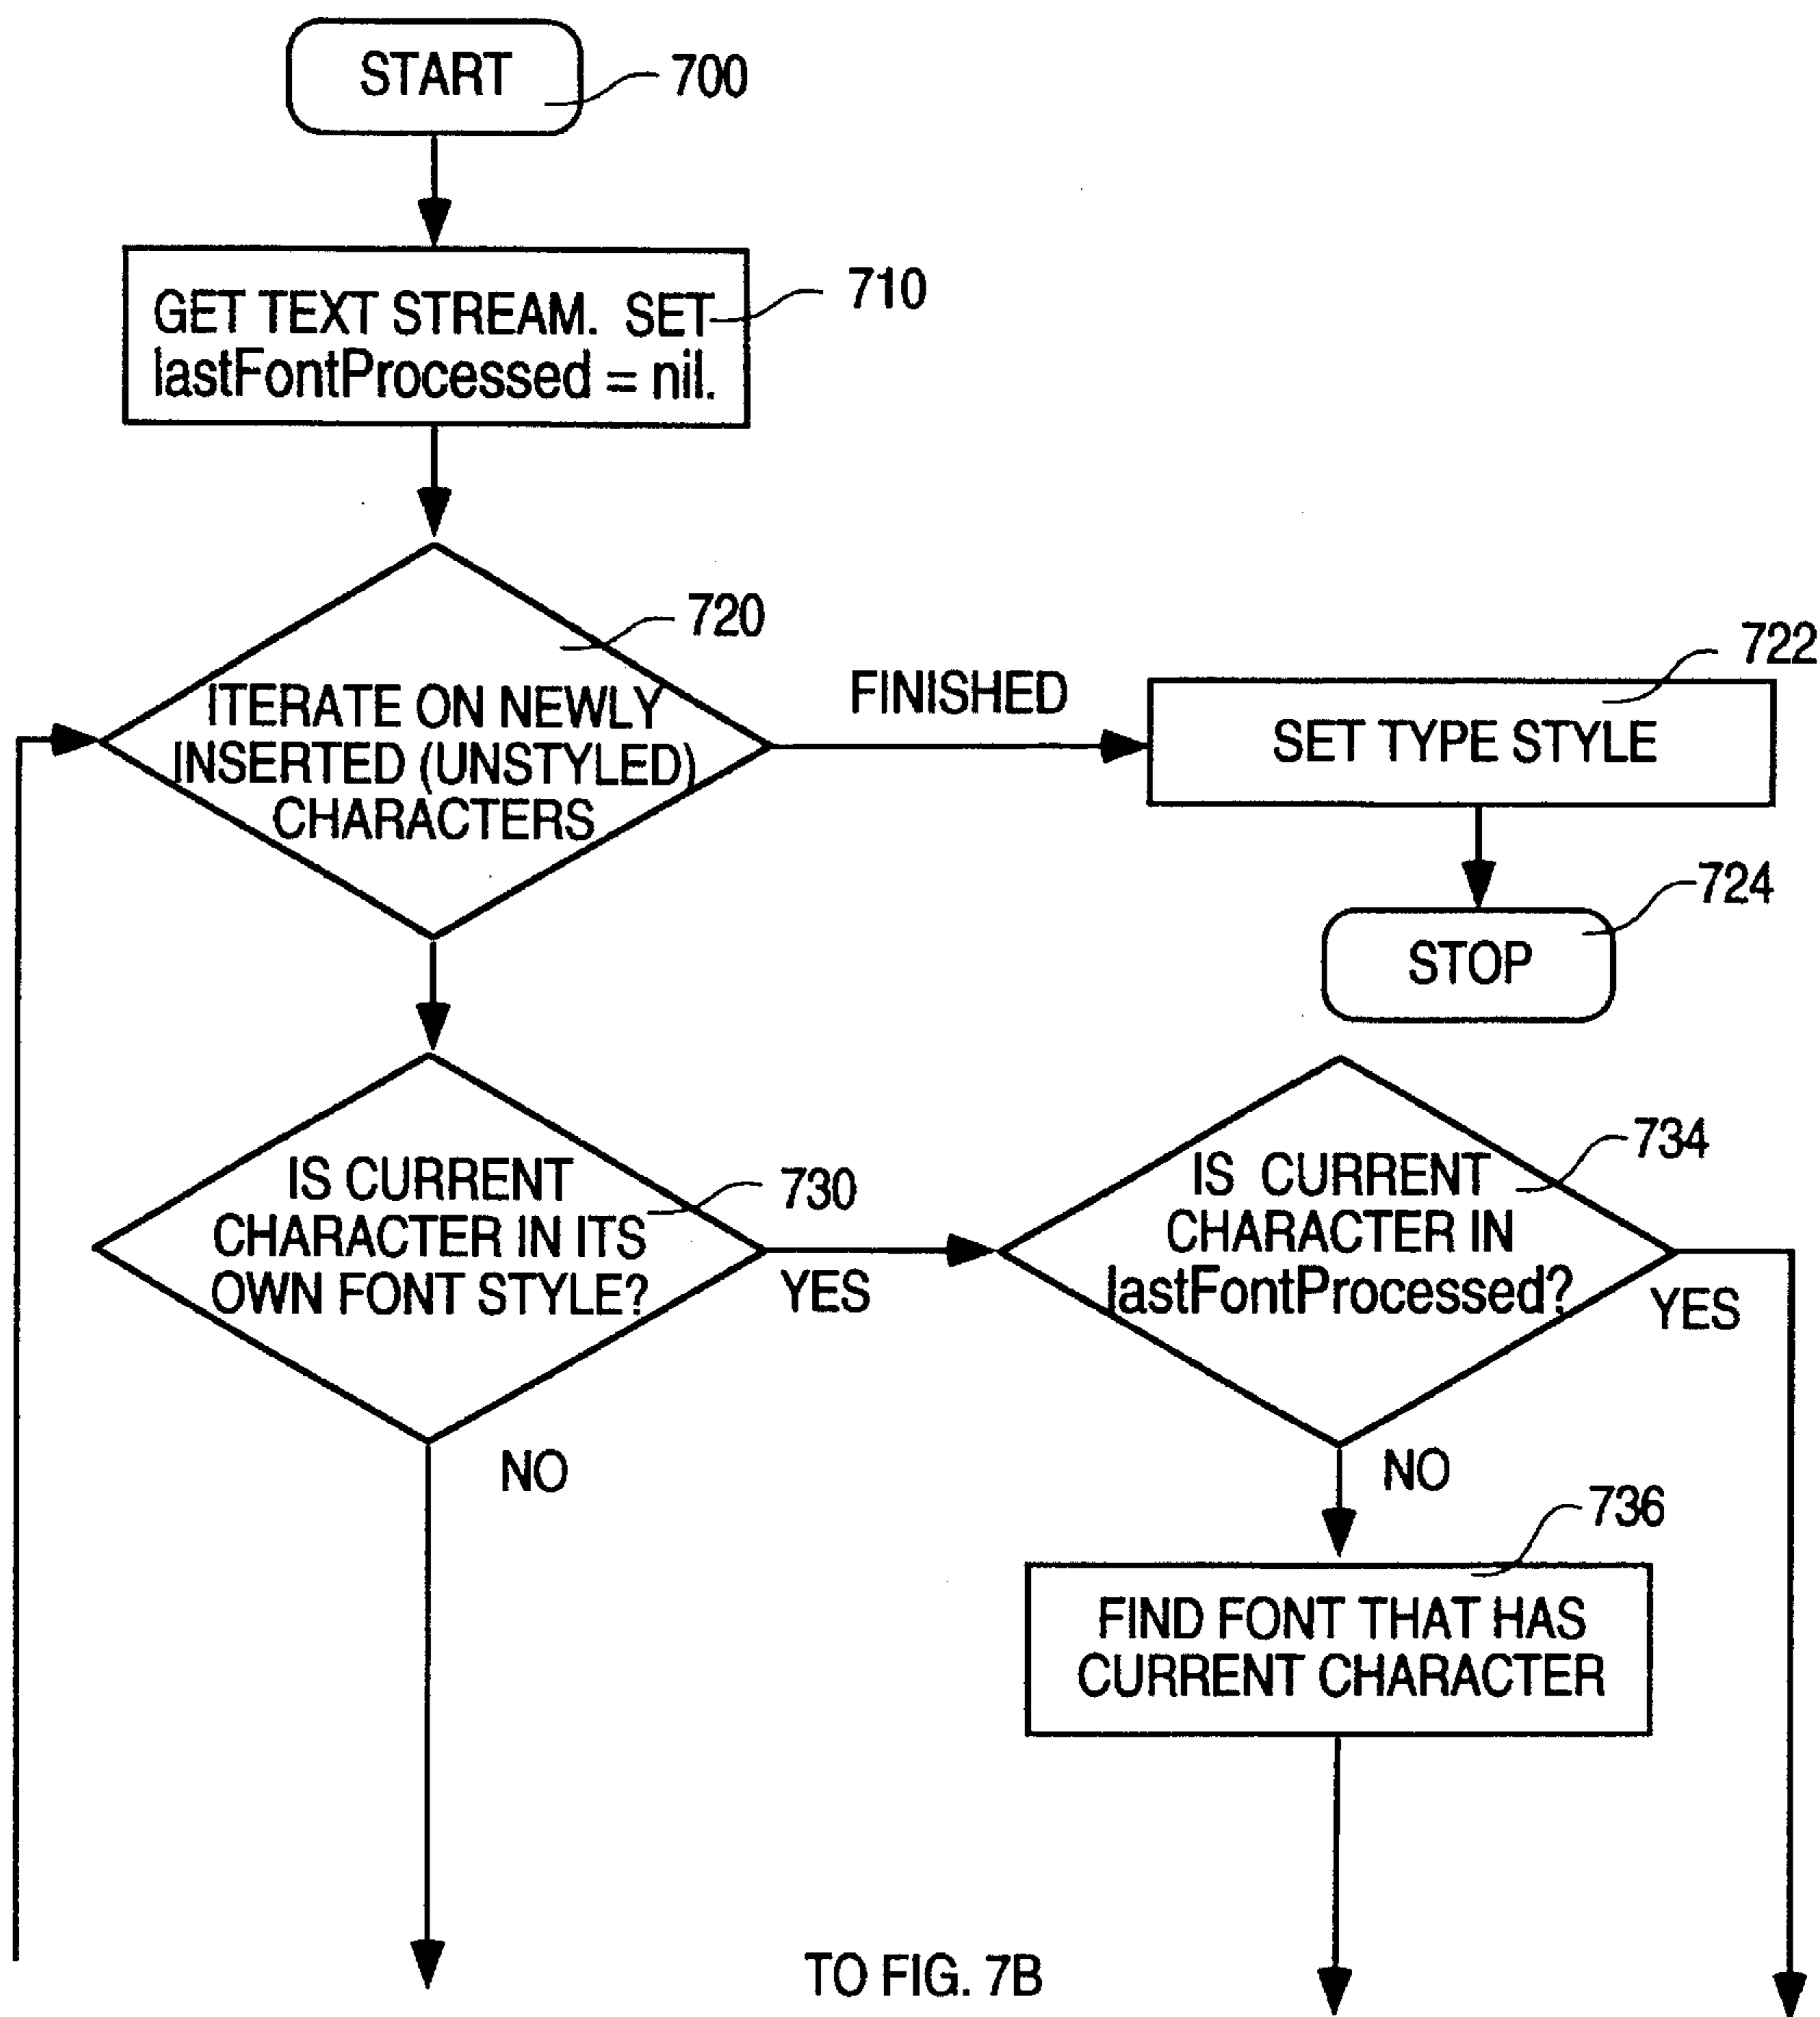 START
700
GET TEXT STREAM. SET
lastFontProcessed = nil.
710
720
ITERATE ON NEWLY
INSERTED (UNSTYLED)
CHARACTERS
FINISHED
722
SET TYPE STYLE
724
STOP
730
IS CURRENT
CHARACTER IN ITS
OWN FONT STYLE?
YES
NO
734
IS CURRENT
CHARACTER IN
lastFontProcessed?
YES
NO
736
FIND FONT THAT HAS
CURRENT CHARACTER
TO FIG. 7B